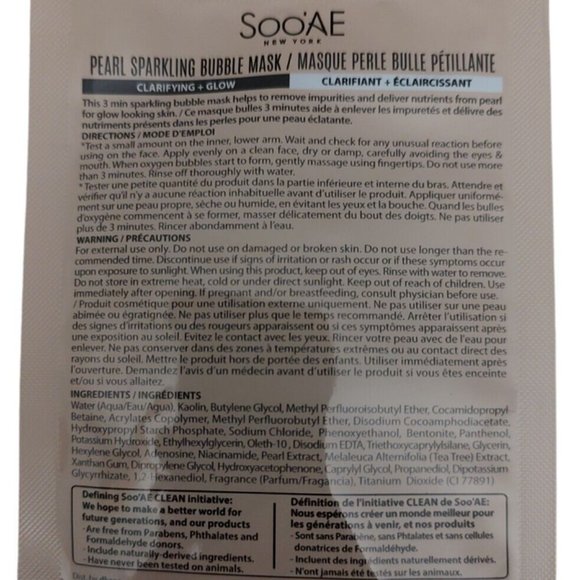 SOO'AE
NEW YORK
PEARL SPARKLING BUBBLE MASK / MASQUE PERLE BULLE PÉTILLANTE
CLARIFYING + GLOW CLARIFIANT + ÉCLAIRCISSANT
This 3 min sparkling bubble mask helps to remove impurities and deliver nutrients from pearl
for glow looking skin. / Ce masque bulles 3 minutes aide à enlever les impuretés et délivre des
nutriments présents dans les perles pour une peau éclatante.
DIRECTIONS / MODE D'EMPLOI
*Test a small amount on the inner, lower arm. Wait and check for any unusual reaction before
using on the face. Apply evenly on a clean face, dry or damp, carefully avoiding the eyes &
mouth. When oxygen bubbles start to form, gently massage using fingertips. Do not use more
than 3 minutes. Rinse off thoroughly with water.
* Tester une petite quantité du produit dans la partie inférieure et interne du bras. Attendre et
vérifier qu'il n'y a aucune réaction inhabituelle avant d'utiliser le produit. Appliquer uniformé-
ment sur une peau propre, sèche ou humide, en évitant les yeux et la bouche. Quand les bulles
d'oxygène commencent à se former, masser délicatement du bout des doigts. Ne pas utiliser
plus de 3 minutes. Rincer abondamment à l'eau.
WARNING / PRÉCAUTIONS
For external use only. Do not use on damaged or broken skin. Do not use longer than the re-
commended time. Discontinue use if signs of irritation or rash occur or if these symptoms occur
upon exposure to sunlight. When using this product, keep out of eyes. Rinse with water to remove.
Do not store in extreme heat, cold or under direct sunlight. Keep out of reach of children. Use
immediately after opening. If pregnant and/or breastfeeding, consult physician before use.
/ Produit cosmétique pour une utilisation externe uniquement. Ne pas utiliser sur une peau
abimée ou égratignée. Ne pas utiliser plus que le temps recommandé. Arrêter l'utilisation si
des signes d'irritations ou des rougeurs apparaissent ou si ces symptômes apparaissent après
une exposition au soleil. Evitez le contact avec les yeux. Rincer votre peau avec de l'eau pour
enlever. Ne pas conserver dans des zones à températures extrêmes ou au contact direct des
rayons du soleil. Mettre le produit hors de portée des enfants. Utiliser immédiatement après
l'ouverture. Demandez l'avis d'un médecin avant d'utiliser le produit si vous êtes enceinte
et/ou si vous allaitez.
INGREDIENTS / INGRÉDIENTS
Water (Aqua/Eau/Agua), Kaolin, Butylene Glycol, Methyl Perfluoroisobutyl Ether, Cocamidopropyl
Betaine, Acrylates Copolymer, Methyl Perfluorobutyl Ether, Disodium Cocoamphodiacetate,
Hydroxypropyl Starch Phosphate, Sodium Chloride, Phenoxyethanol, Bentonite, Panthenol,
Potassium Hydroxide, Ethylhexylglycerin, Oleth-10, Disodium EDTA, Triethoxycaprylylsilane, Glycerin,
Hexylene Glycol, Adenosine, Niacinamide, Pearl Extract, Melaleuca Alternifolia (Tea Tree) Extract,
Xanthan Gum, Dipropylene Glycol, Hydroxyacetophenone, Caprylyl Glycol, Propanediol, Dipotassium
Glycyrrhizate, 1,2-Hexanediol, Fragrance (Parfum/Fragancia), Titanium Dioxide (CI 77891)
Defining Soo'AE CLEAN initiative:
We hope to make a better world for
future generations, and our products
- Are free from Parabens, Phthalates and
Formaldehyde donors.
- Include naturally-derived ingredients.
- Have never been tested on animals.
Définition de l'initiative CLEAN de Soo'AE:
Nous espérons créer un monde meilleur pour
les générations à venir, et nos produits
- Sont sans Parabène, sans Phtalates et sans cellules
donatrices de Formaldéhyde.
- Incluent des ingrédients naturellement dérivés.
- N'ont jamais été testés sur les animaux.